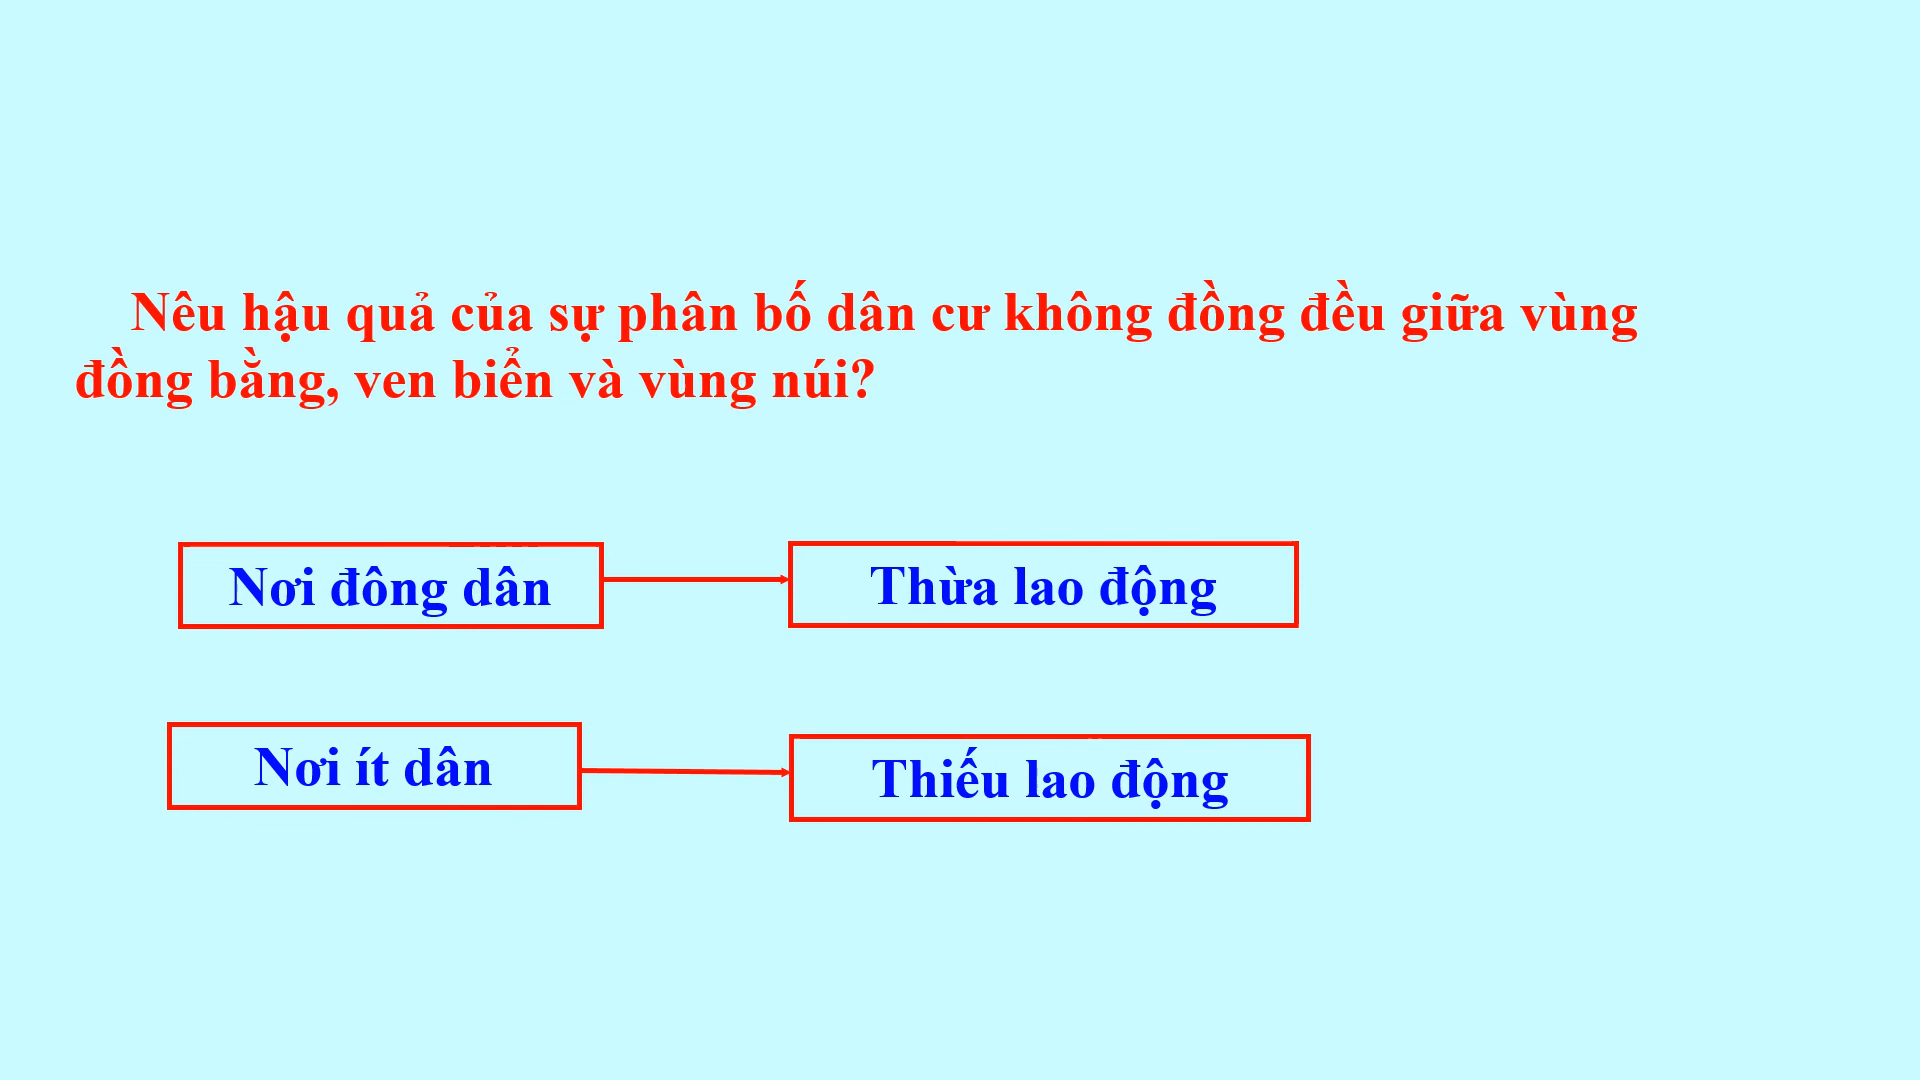 Nêu hậu quả của sự phân bố dân cư không đồng đều giữa vùng
đồng bằng, ven biển và vùng núi?
Nơi đông dân
Thừa lao động
Nơi ít dân
Thiếu lao động